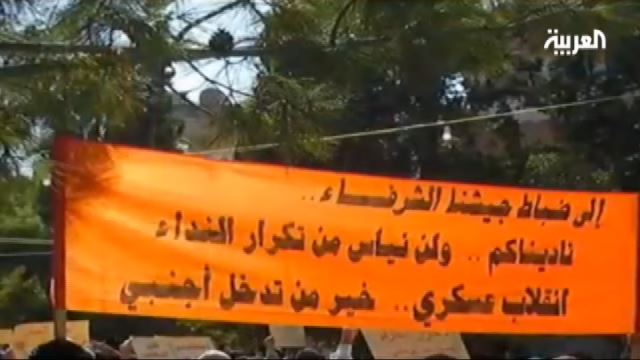 العربية
إلى ضباط جيشنا الشرفاء..
ناديناكم.. ولن نيأس من تكرار النداء
انقلاب عسكري.. خير من تدخل أجنبي